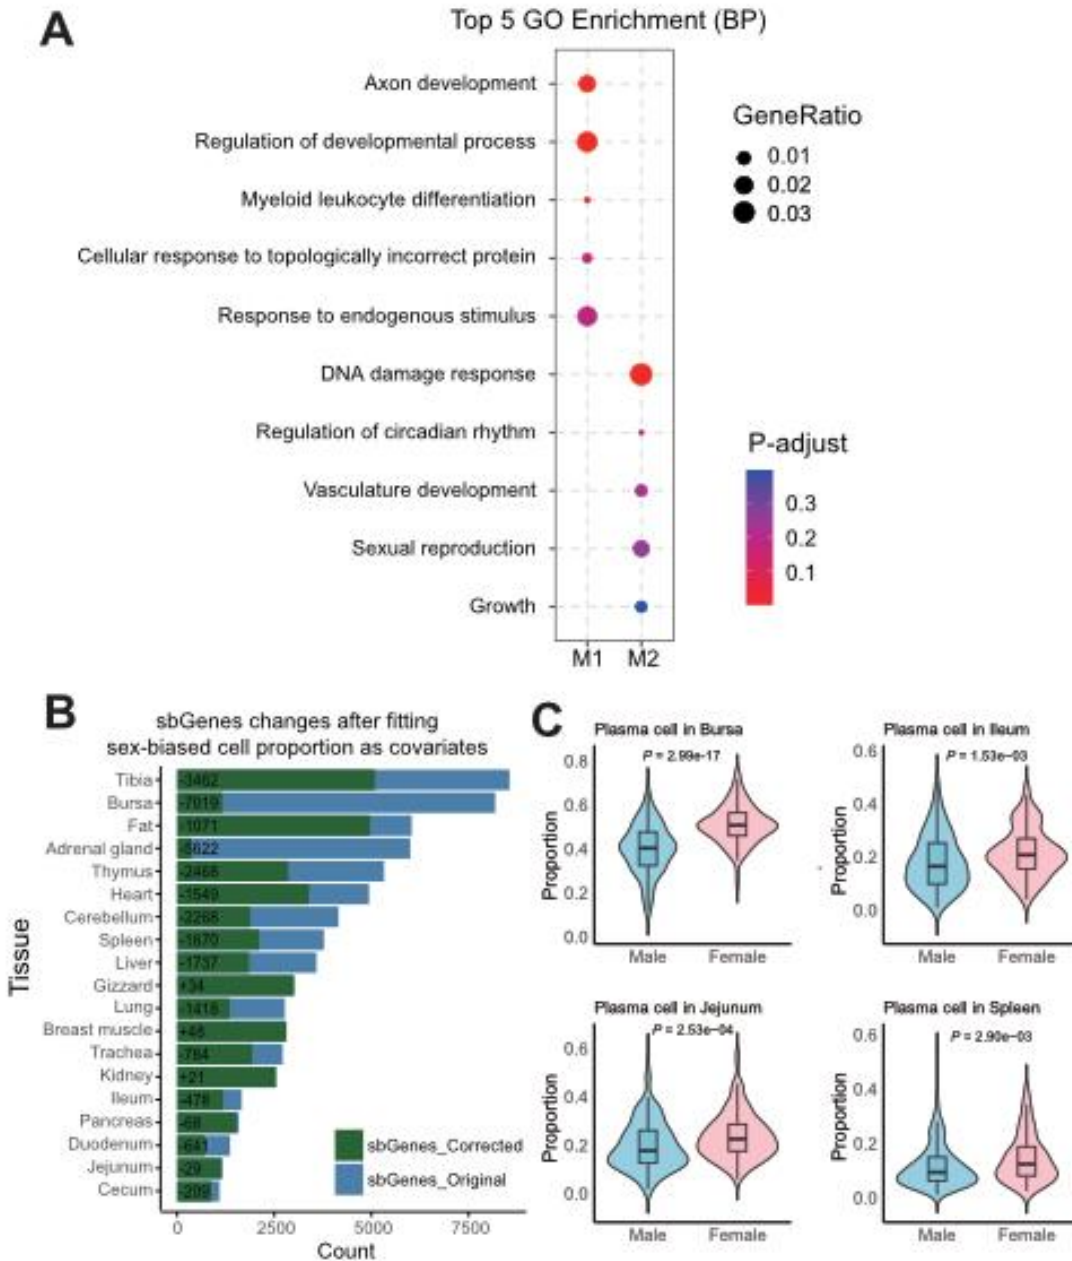 A
Top 5 GO Enrichment (BP)
Axon development
Regulation of developmental process
Myeloid leukocyte differentiation
Cellular response to topologically incorrect protein
Response to endogenous stimulus
DNA damage response
Regulation of circadian rhythm
Vasculature development
Sexual reproduction
Growth
M1 M2
GeneRatio
0.01
0.02
0.03
P-adjust
0.3
0.2
0.1
B
sbGenes changes after fitting
sex-biased cell proportion as covariates
Tissue
Tibia -3462
Bursa -7019
Fat -1071
Adrenal gland -5622
Thymus -2468
Heart -1549
Cerebellum -2268
Spleen -1670
Liver -1737
Gizzard +34
Lung -1418
Breast muscle +46
Trachea -784
Kidney +21
Ileum -478
Pancreas -68
Duodenum -641
Jejunum -29
Cecum -209
sbGenes_Corrected
sbGenes_Original
0 2500 5000 7500
Count
C
Plasma cell in Bursa
P = 2.99e-17
Proportion
0.8
0.6
0.4
0.2
0.0
Male Female
Plasma cell in Ileum
P = 1.53e-03
Proportion
0.6
0.4
0.2
0.0
Male Female
Plasma cell in Jejunum
P = 2.53e-04
Proportion
0.6
0.4
0.2
0.0
Male Female
Plasma cell in Spleen
P = 2.90e-03
Proportion
0.6
0.4
0.2
0.0
Male Female